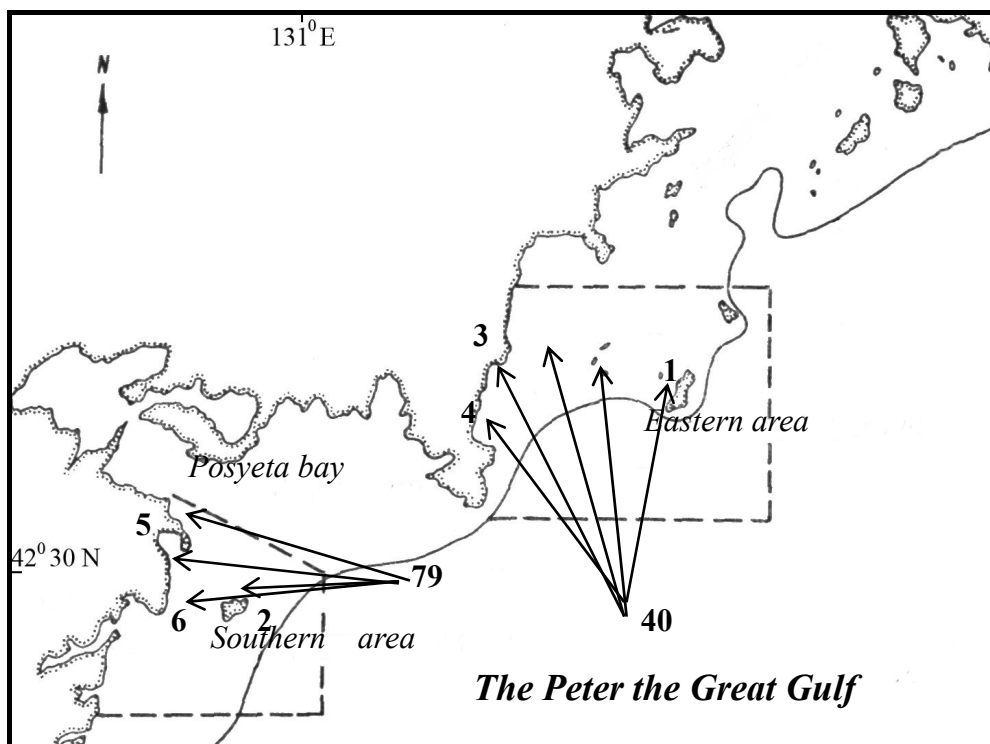 131⁰ E
N
3
1
4
Eastern area
Posyeta bay
5
42⁰ 30 N
79
6
2
40
Southern area
The Peter the Great Gulf